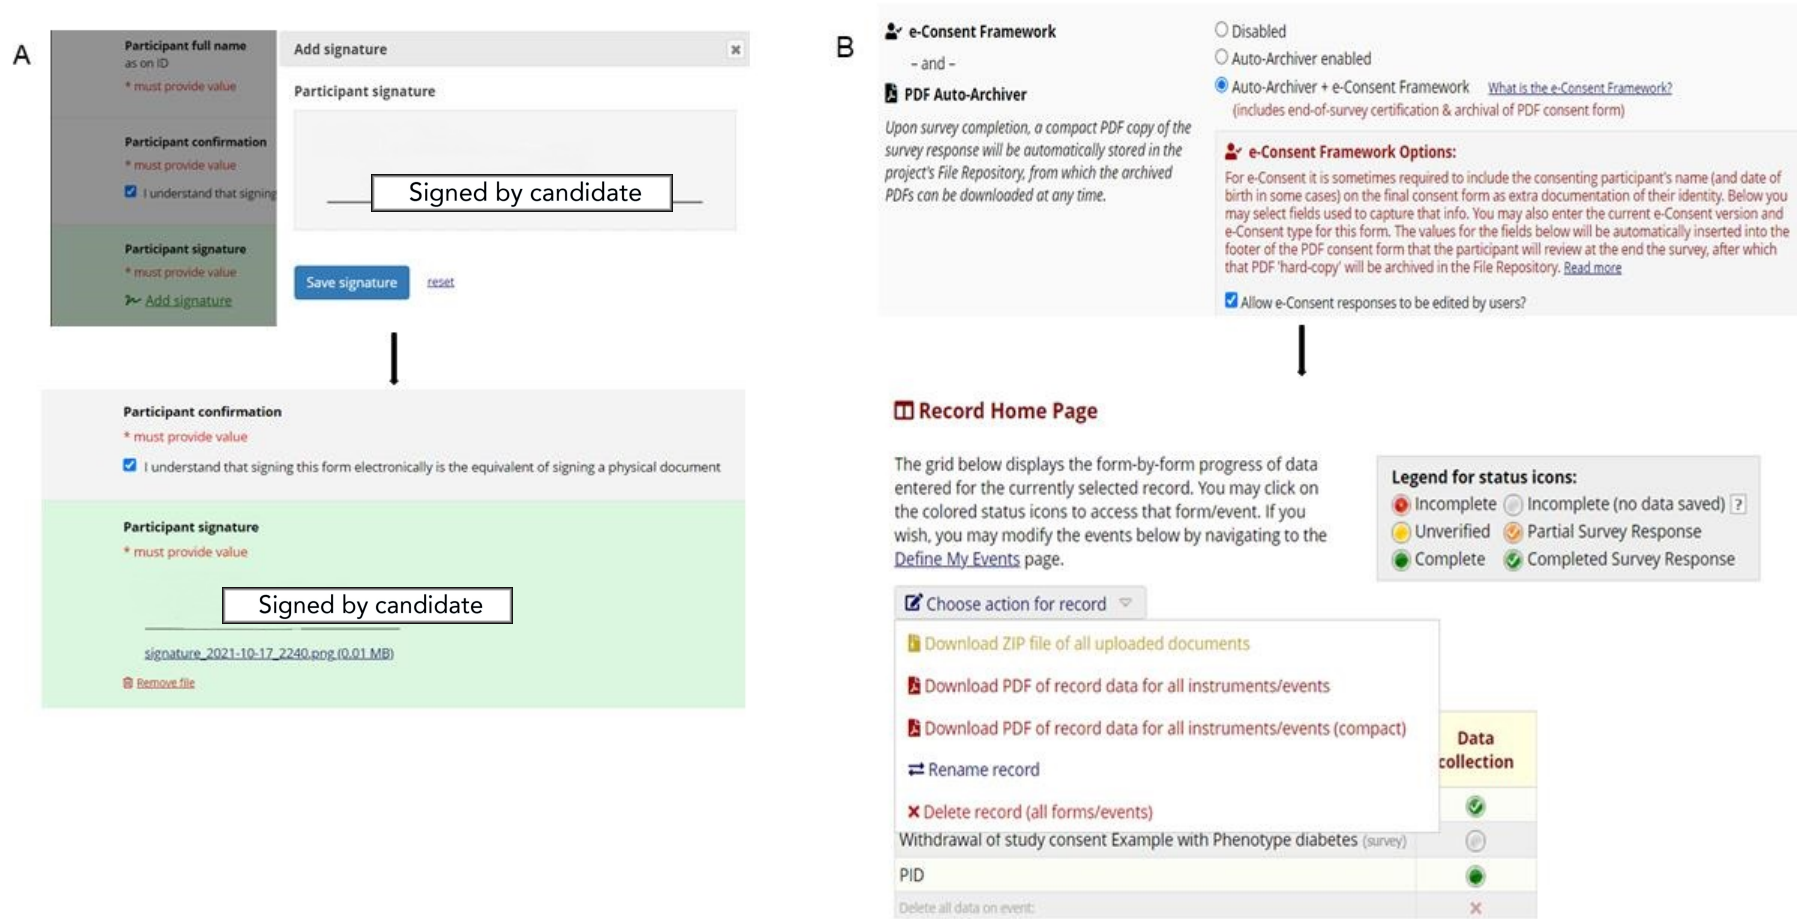 A
Participant full name
as on ID
* must provide value
Participant confirmation
* must provide value
I understand that signing
Participant signature
* must provide value
Add signature
Add signature
Participant signature
Signed by candidate
Save signature
reset
Participant confirmation
* must provide value
I understand that signing this form electronically is the equivalent of signing a physical document
Participant signature
* must provide value
Signed by candidate
signature_2021-10-17_2240.png (0.01 MB)
Remove file
B
e-Consent Framework
– and –
PDF Auto-Archiver
Upon survey completion, a compact PDF copy of the
survey response will be automatically stored in the
project's File Repository, from which the archived
PDFs can be downloaded at any time.
Disabled
Auto-Archiver enabled
Auto-Archiver + e-Consent Framework What is the e-Consent Framework?
(includes end-of-survey certification & archival of PDF consent form)
e-Consent Framework Options:
For e-Consent it is sometimes required to include the consenting participant's name (and date of
birth in some cases) on the final consent form as extra documentation of their identity. Below you
may select fields used to capture that info. You may also enter the current e-Consent version and
e-Consent type for this form. The values for the fields below will be automatically inserted into the
footer of the PDF consent form that the participant will review at the end the survey, after which
that PDF 'hard-copy' will be archived in the File Repository. Read more
Allow e-Consent responses to be edited by users?
Record Home Page
The grid below displays the form-by-form progress of data
entered for the currently selected record. You may click on
the colored status icons to access that form/event. If you
wish, you may modify the events below by navigating to the
Define My Events page.
Legend for status icons:
Incomplete Incomplete (no data saved) ?
Unverified Partial Survey Response
Complete Completed Survey Response
Choose action for record
Download ZIP file of all uploaded documents
Download PDF of record data for all instruments/events
Download PDF of record data for all instruments/events (compact)
Rename record
Delete record (all forms/events)
Data
collection
Withdrawal of study consent Example with Phenotype diabetes (survey)
PID
Delete all data on event: